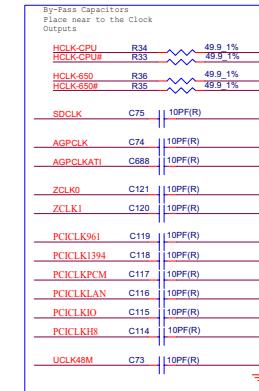 By-Pass Capacitors
Place near to the Clock
Outputs
HCLK-CPU R34 49.9_1%
HCLK-CPU# R33 49.9_1%
HCLK-650 R36 49.9_1%
HCLK-650# R35 49.9_1%
SDCLK C75 10PF(R)
AGPCLK C74 10PF(R)
AGPCLKATI C688 10PF(R)
ZCLK0 C121 10PF(R)
ZCLK1 C120 10PF(R)
PCICLK961 C119 10PF(R)
PCICLK1394 C118 10PF(R)
PCICLKPCM C117 10PF(R)
PCICLKLAN C116 10PF(R)
PCICLKIO C115 10PF(R)
PCICLKH8 C114 10PF(R)
UCLK48M C73 10PF(R)